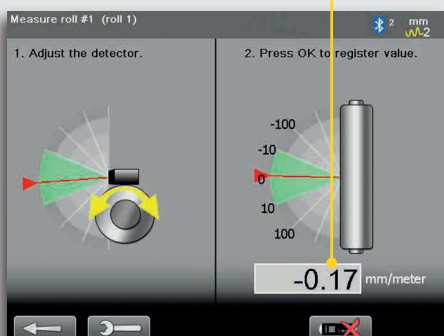 Measure roll #1 (roll 1)
2
mm
2
1. Adjust the detector.
2. Press OK to register value.
-100
-10
0
10
100
-0.17 mm/meter